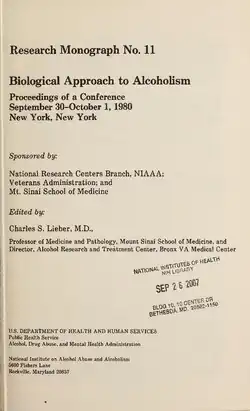 Research Monograph No. 11
Biological Approach to Alcoholism
Proceedings of a Conference
September 30-October 1, 1980
New York, New York
Sponsored by:
National Research Centers Branch, NIAAA;
Veterans Administration; and
Mt. Sinai School of Medicine
Edited by:
Charles S. Lieber, M.D.,
Professor of Medicine and Pathology, Mount Sinai School of Medicine, and
Director, Alcohol Research and Treatment Center, Bronx VA Medical Center
NATIONAL INSTITUTES OF HEALTH
NIH LIBRARY
SEP 26 2007
BLDG 10, 10 CENTER DR
BETHESDA, MD. 20892-1150
U.S. DEPARTMENT OF HEALTH AND HUMAN SERVICES
Public Health Service
Alcohol, Drug Abuse, and Mental Health Administration
National Institute on Alcohol Abuse and Alcoholism
5600 Fishers Lane
Rockville, Maryland 20857